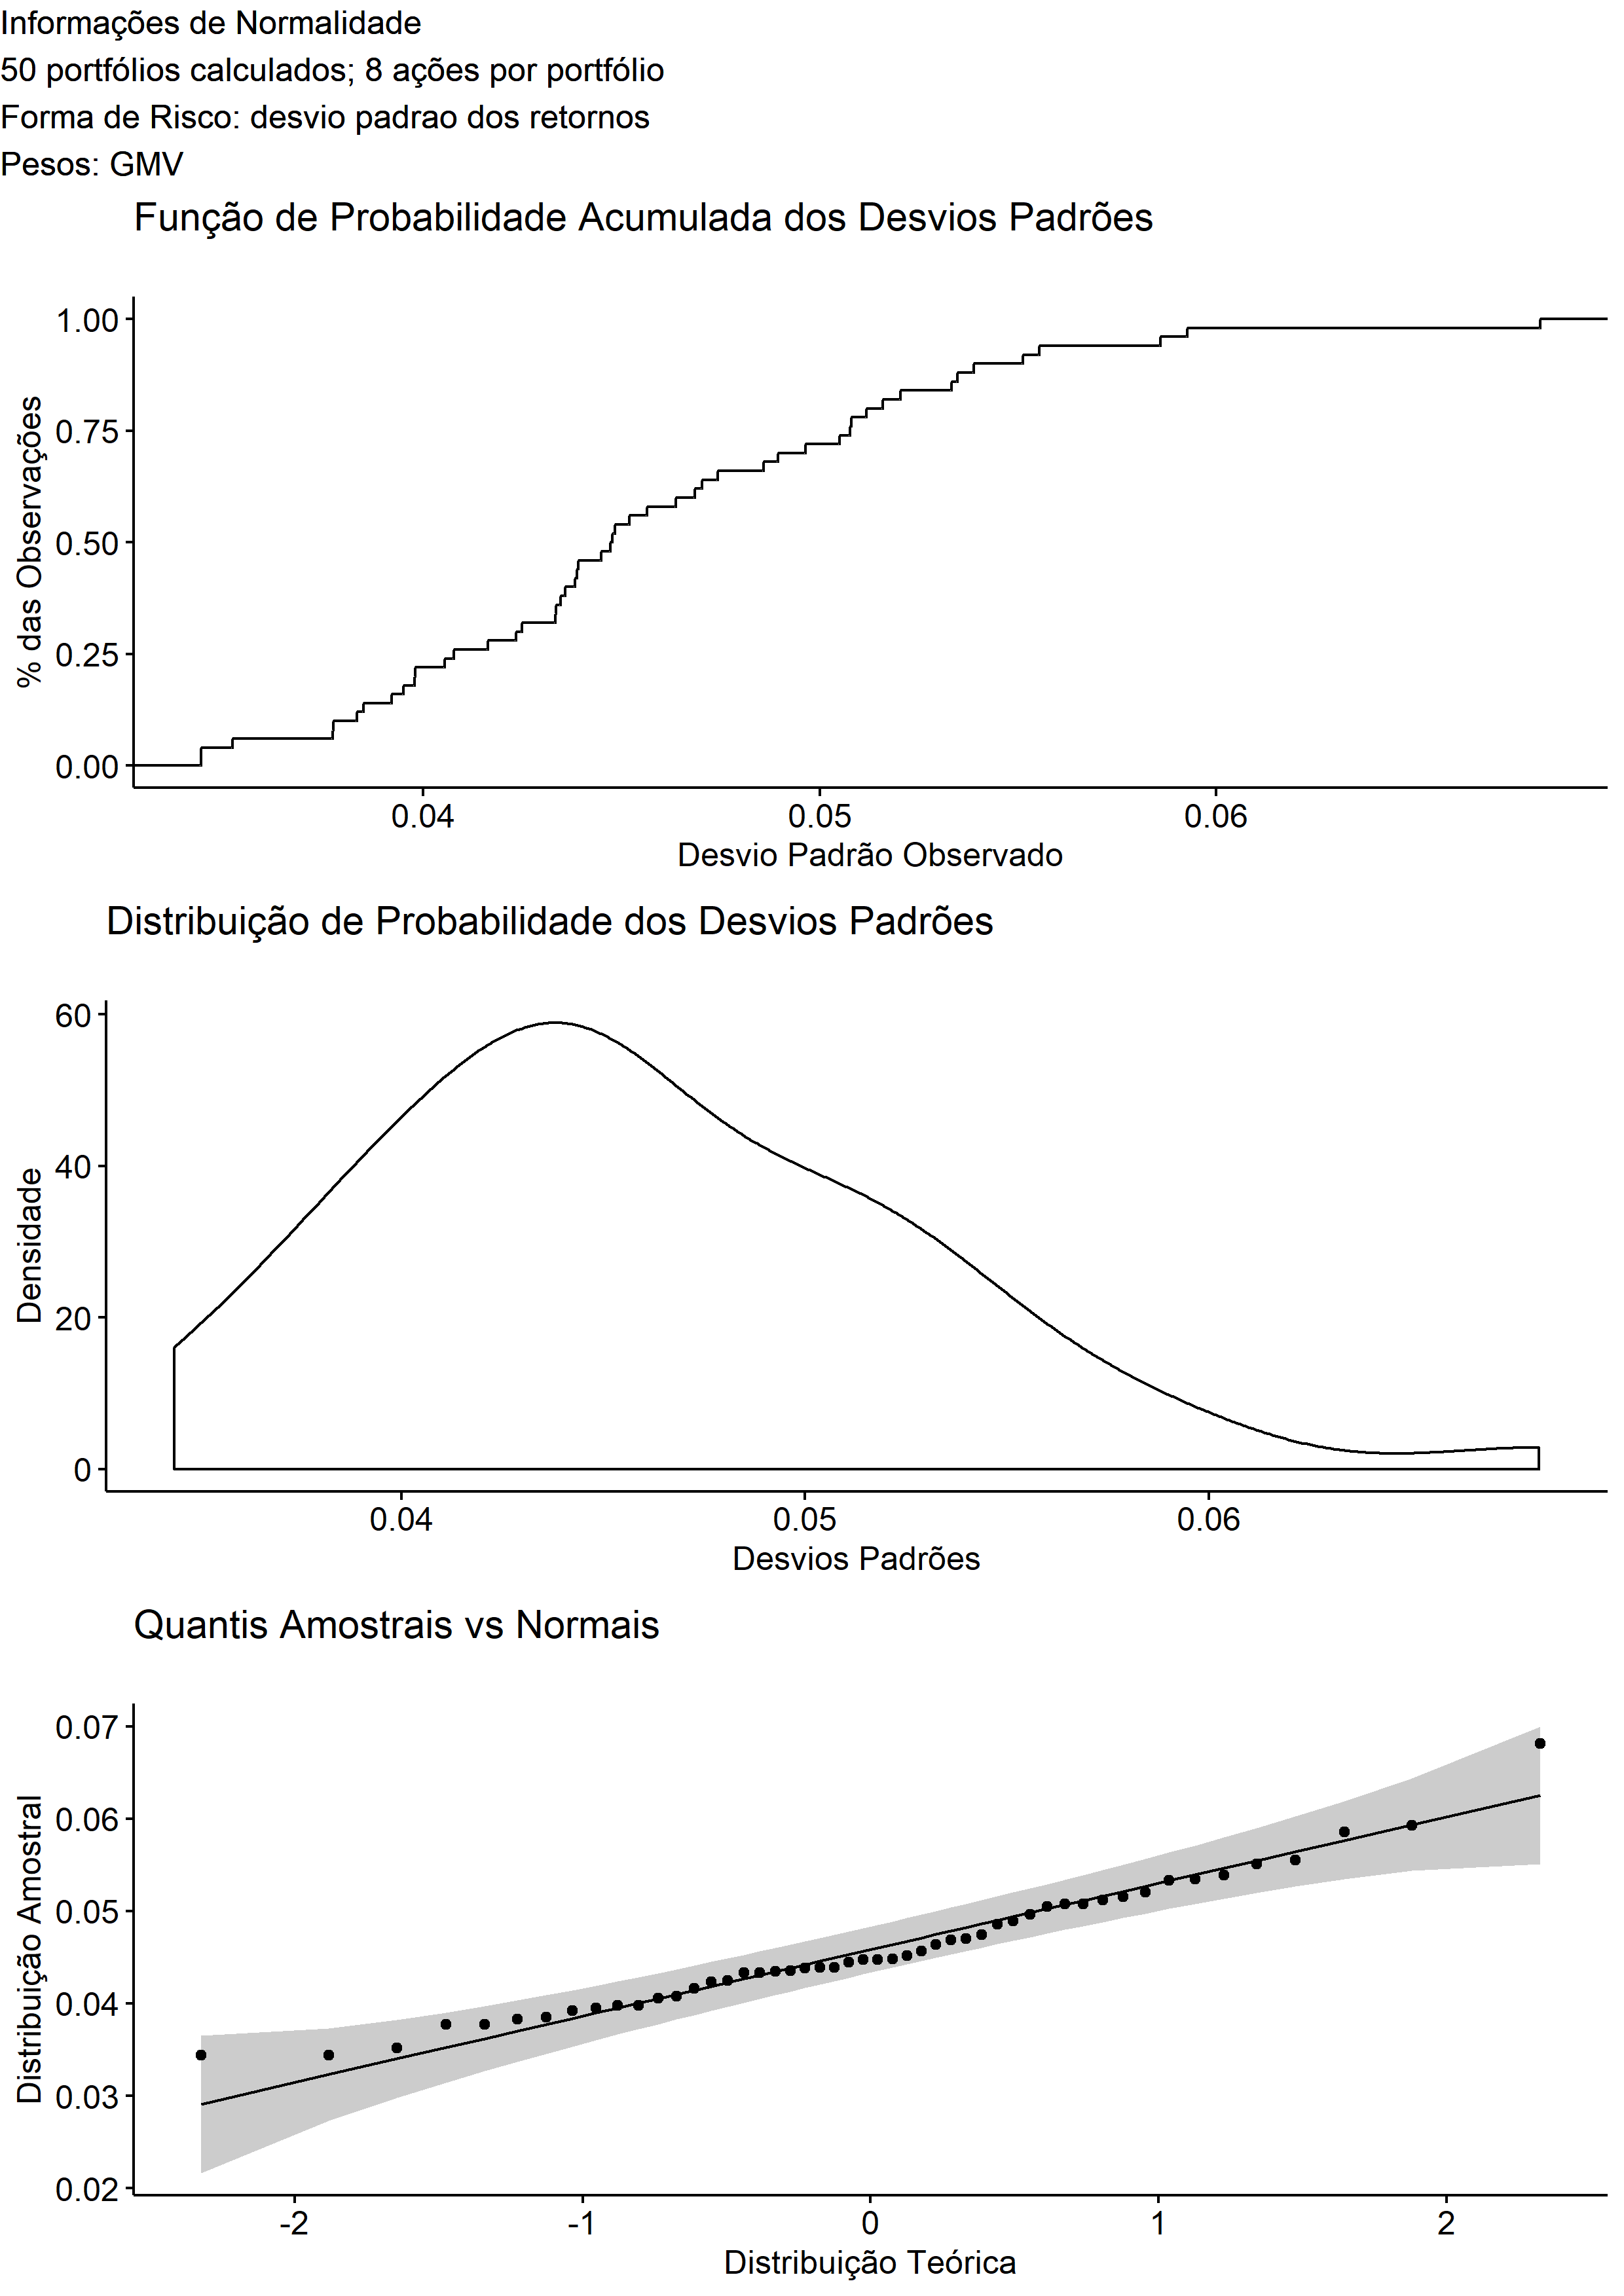 Informações de Normalidade
50 portfólios calculados; 8 ações por portfólio
Forma de Risco: desvio padrao dos retornos
Pesos: GMV
Função de Probabilidade Acumulada dos Desvios Padrões
% das Observações
1.00
0.75
0.50
0.25
0.00
0.04 0.05 0.06
Desvio Padrão Observado
Distribuição de Probabilidade dos Desvios Padrões
Densidade
60
40
20
0
0.04 0.05 0.06
Desvios Padrões
Quantis Amostrais vs Normais
Distribuição Amostral
0.07
0.06
0.05
0.04
0.03
0.02
-2 -1 0 1 2
Distribuição Teórica